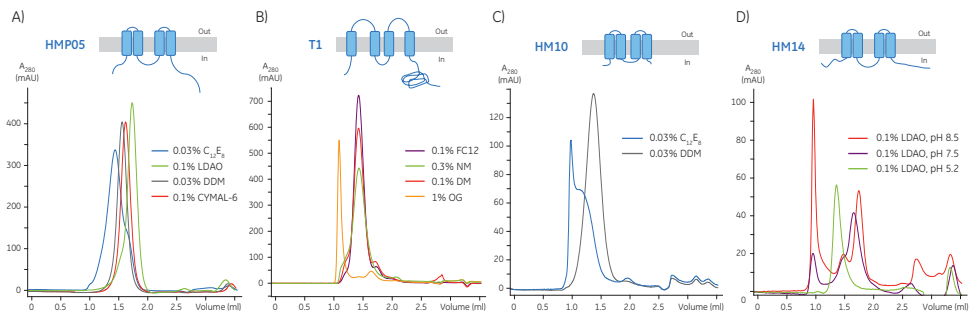 A)
HMP05
Out
In
A280
(mAU)
400
300
200
100
0
0.03% C12E8
0.1% LDAO
0.03% DDM
0.1% CYMAL-6
0 0.5 1.0 1.5 2.0 2.5 Volume (ml)
B)
T1
Out
In
A280
(mAU)
700
600
500
400
300
200
100
0
0.1% FC12
0.3% NM
0.1% DM
1% OG
0 0.5 1.0 1.5 2.0 2.5 Volume (ml)
C)
HM10
Out
In
A280
(mAU)
120
100
80
60
40
20
0
0.03% C12E8
0.03% DDM
0 0.5 1.0 1.5 2.0 2.5 Volume (ml)
D)
HM14
Out
In
A280
(mAU)
100
80
60
40
20
0
0.1% LDAO, pH 8.5
0.1% LDAO, pH 7.5
0.1% LDAO, pH 5.2
0 0.5 1.0 1.5 2.0 2.5 3.0 Volume (ml)